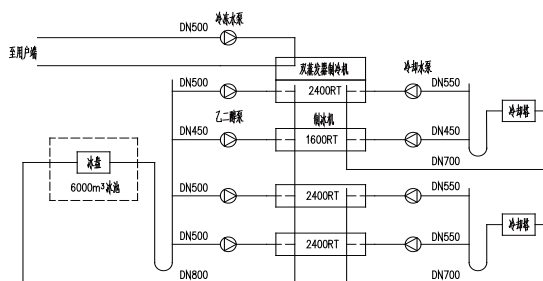 冷冻水泵
DN500
至用户端
双蒸发器制冷机
冷却水泵
DN500
2400RT
DN550
冷却塔
乙二醇泵
制冰机
DN450
1600RT
DN450
冰盘
DN700
6000m³冰池
DN500
2400RT
DN550
冷却塔
DN500
2400RT
DN550
DN800
DN700